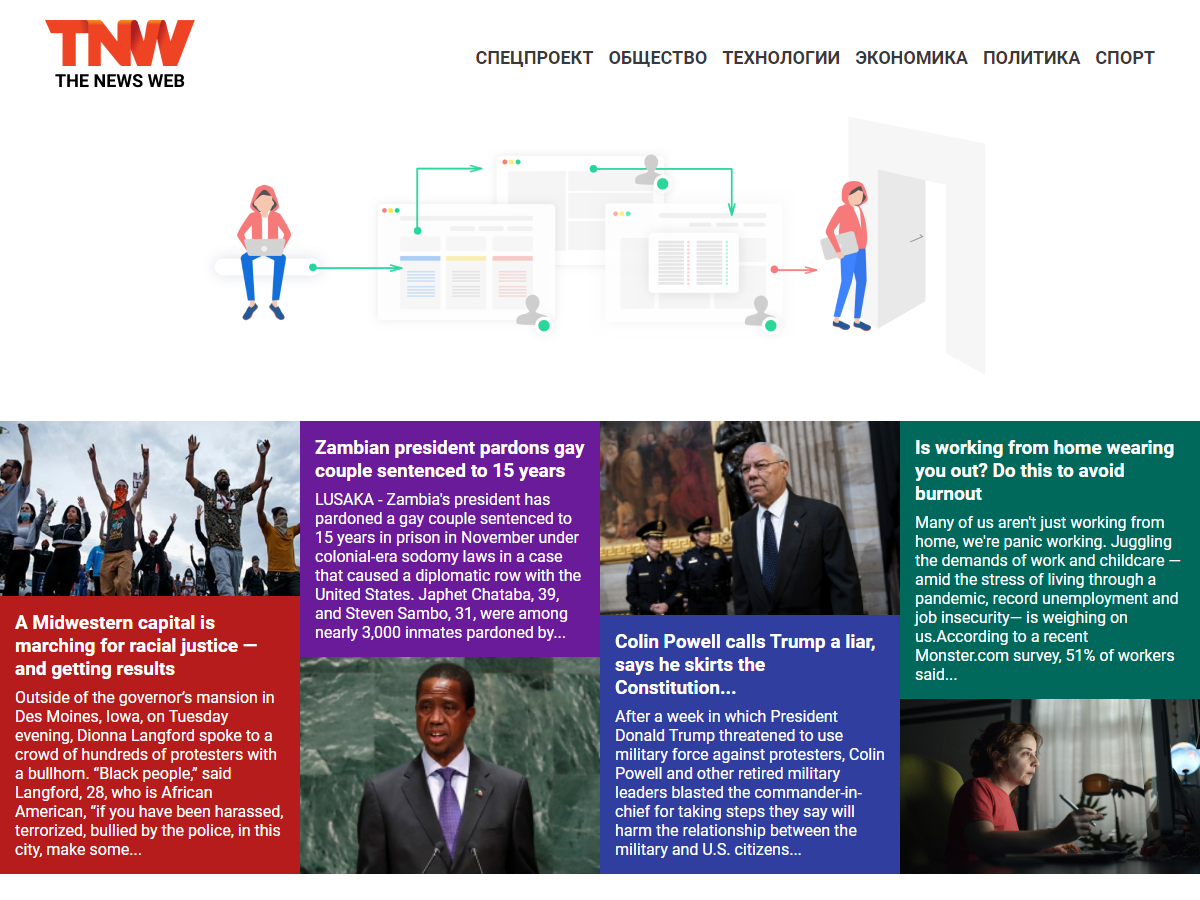 TNW
THE NEWS WEB
СПЕЦПРОЕКТ ОБЩЕСТВО ТЕХНОЛОГИИ ЭКОНОМИКА ПОЛИТИКА СПОРТ
A Midwestern capital is
marching for racial justice —
and getting results
Outside of the governor's mansion in
Des Moines, Iowa, on Tuesday
evening, Dionna Langford spoke to a
crowd of hundreds of protesters with
a bullhorn. “Black people,” said
Langford, 28, who is African
American, “if you have been harassed,
terrorized, bullied by the police, in this
city, make some...
Zambian president pardons gay
couple sentenced to 15 years
LUSAKA - Zambia's president has
pardoned a gay couple sentenced to
15 years in prison in November under
colonial-era sodomy laws in a case
that caused a diplomatic row with the
United States. Japhet Chataba, 39,
and Steven Sambo, 31, were among
nearly 3,000 inmates pardoned by...
Colin Powell calls Trump a liar,
says he skirts the
Constitution...
After a week in which President
Donald Trump threatened to use
military force against protesters, Colin
Powell and other retired military
leaders blasted the commander-in-
chief for taking steps they say will
harm the relationship between the
military and U.S. citizens...
Is working from home wearing
you out? Do this to avoid
burnout
Many of us aren't just working from
home, we're panic working. Juggling
the demands of work and childcare —
amid the stress of living through a
pandemic, record unemployment and
job insecurity— is weighing on
us.According to a recent
Monster.com survey, 51% of workers
said...